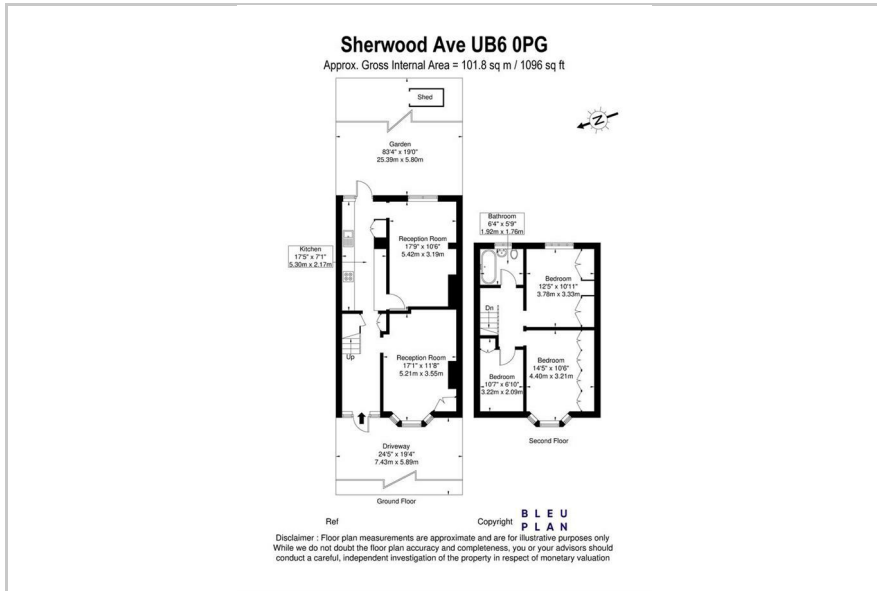 Sherwood Ave UB6 0PG
Approx. Gross Internal Area = 101.8 sq m / 1096 sq ft
Shed
N
Garden
83'4" x 19'0"
25.39m x 5.80m
Kitchen
17'5" x 7'1"
5.30m x 2.17m
Reception Room
17'9" x 10'6"
5.42m x 3.19m
Up
Reception Room
17'1" x 11'8"
5.21m x 3.55m
Driveway
24'5" x 19'4"
7.43m x 5.89m
Ground Floor
Bathroom
6'4" x 5'9"
1.92m x 1.76m
Bedroom
12'5" x 10'11"
3.78m x 3.33m
Dn
Bedroom
14'5" x 10'6"
4.40m x 3.21m
Bedroom
10'7" x 6'10"
3.22m x 2.09m
Second Floor
Ref
Copyright
BLEU
PLAN
Disclaimer : Floor plan measurements are approximate and are for illustrative purposes only
While we do not doubt the floor plan accuracy and completeness, you or your advisors should
conduct a careful, independent investigation of the property in respect of monetary valuation